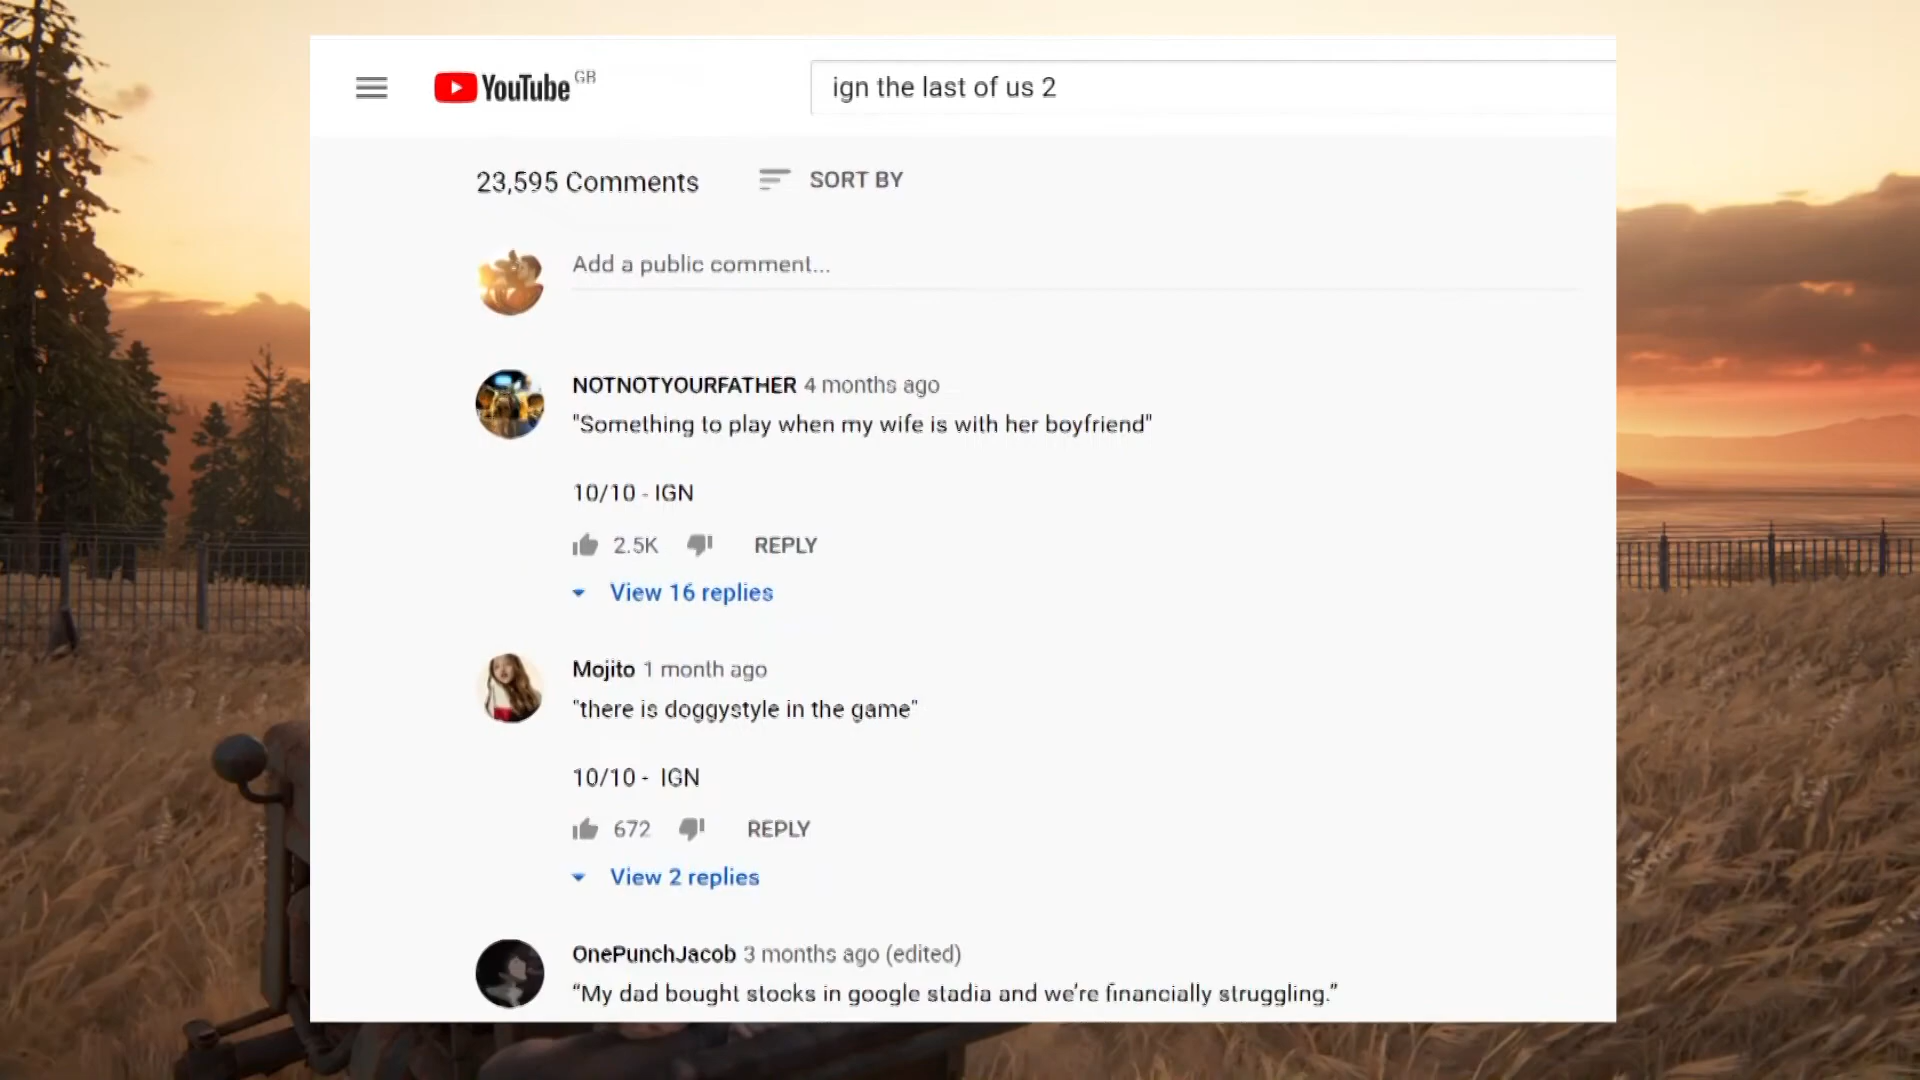 YouTube GB
ign the last of us 2
23,595 Comments SORT BY
Add a public comment...
NOTNOTYOURFATHER 4 months ago
"Something to play when my wife is with her boyfriend"
10/10 - IGN
2.5K REPLY
View 16 replies
Mojito 1 month ago
"there is doggystyle in the game"
10/10 - IGN
672 REPLY
View 2 replies
OnePunchJacob 3 months ago (edited)
“My dad bought stocks in google stadia and we’re financially struggling.”